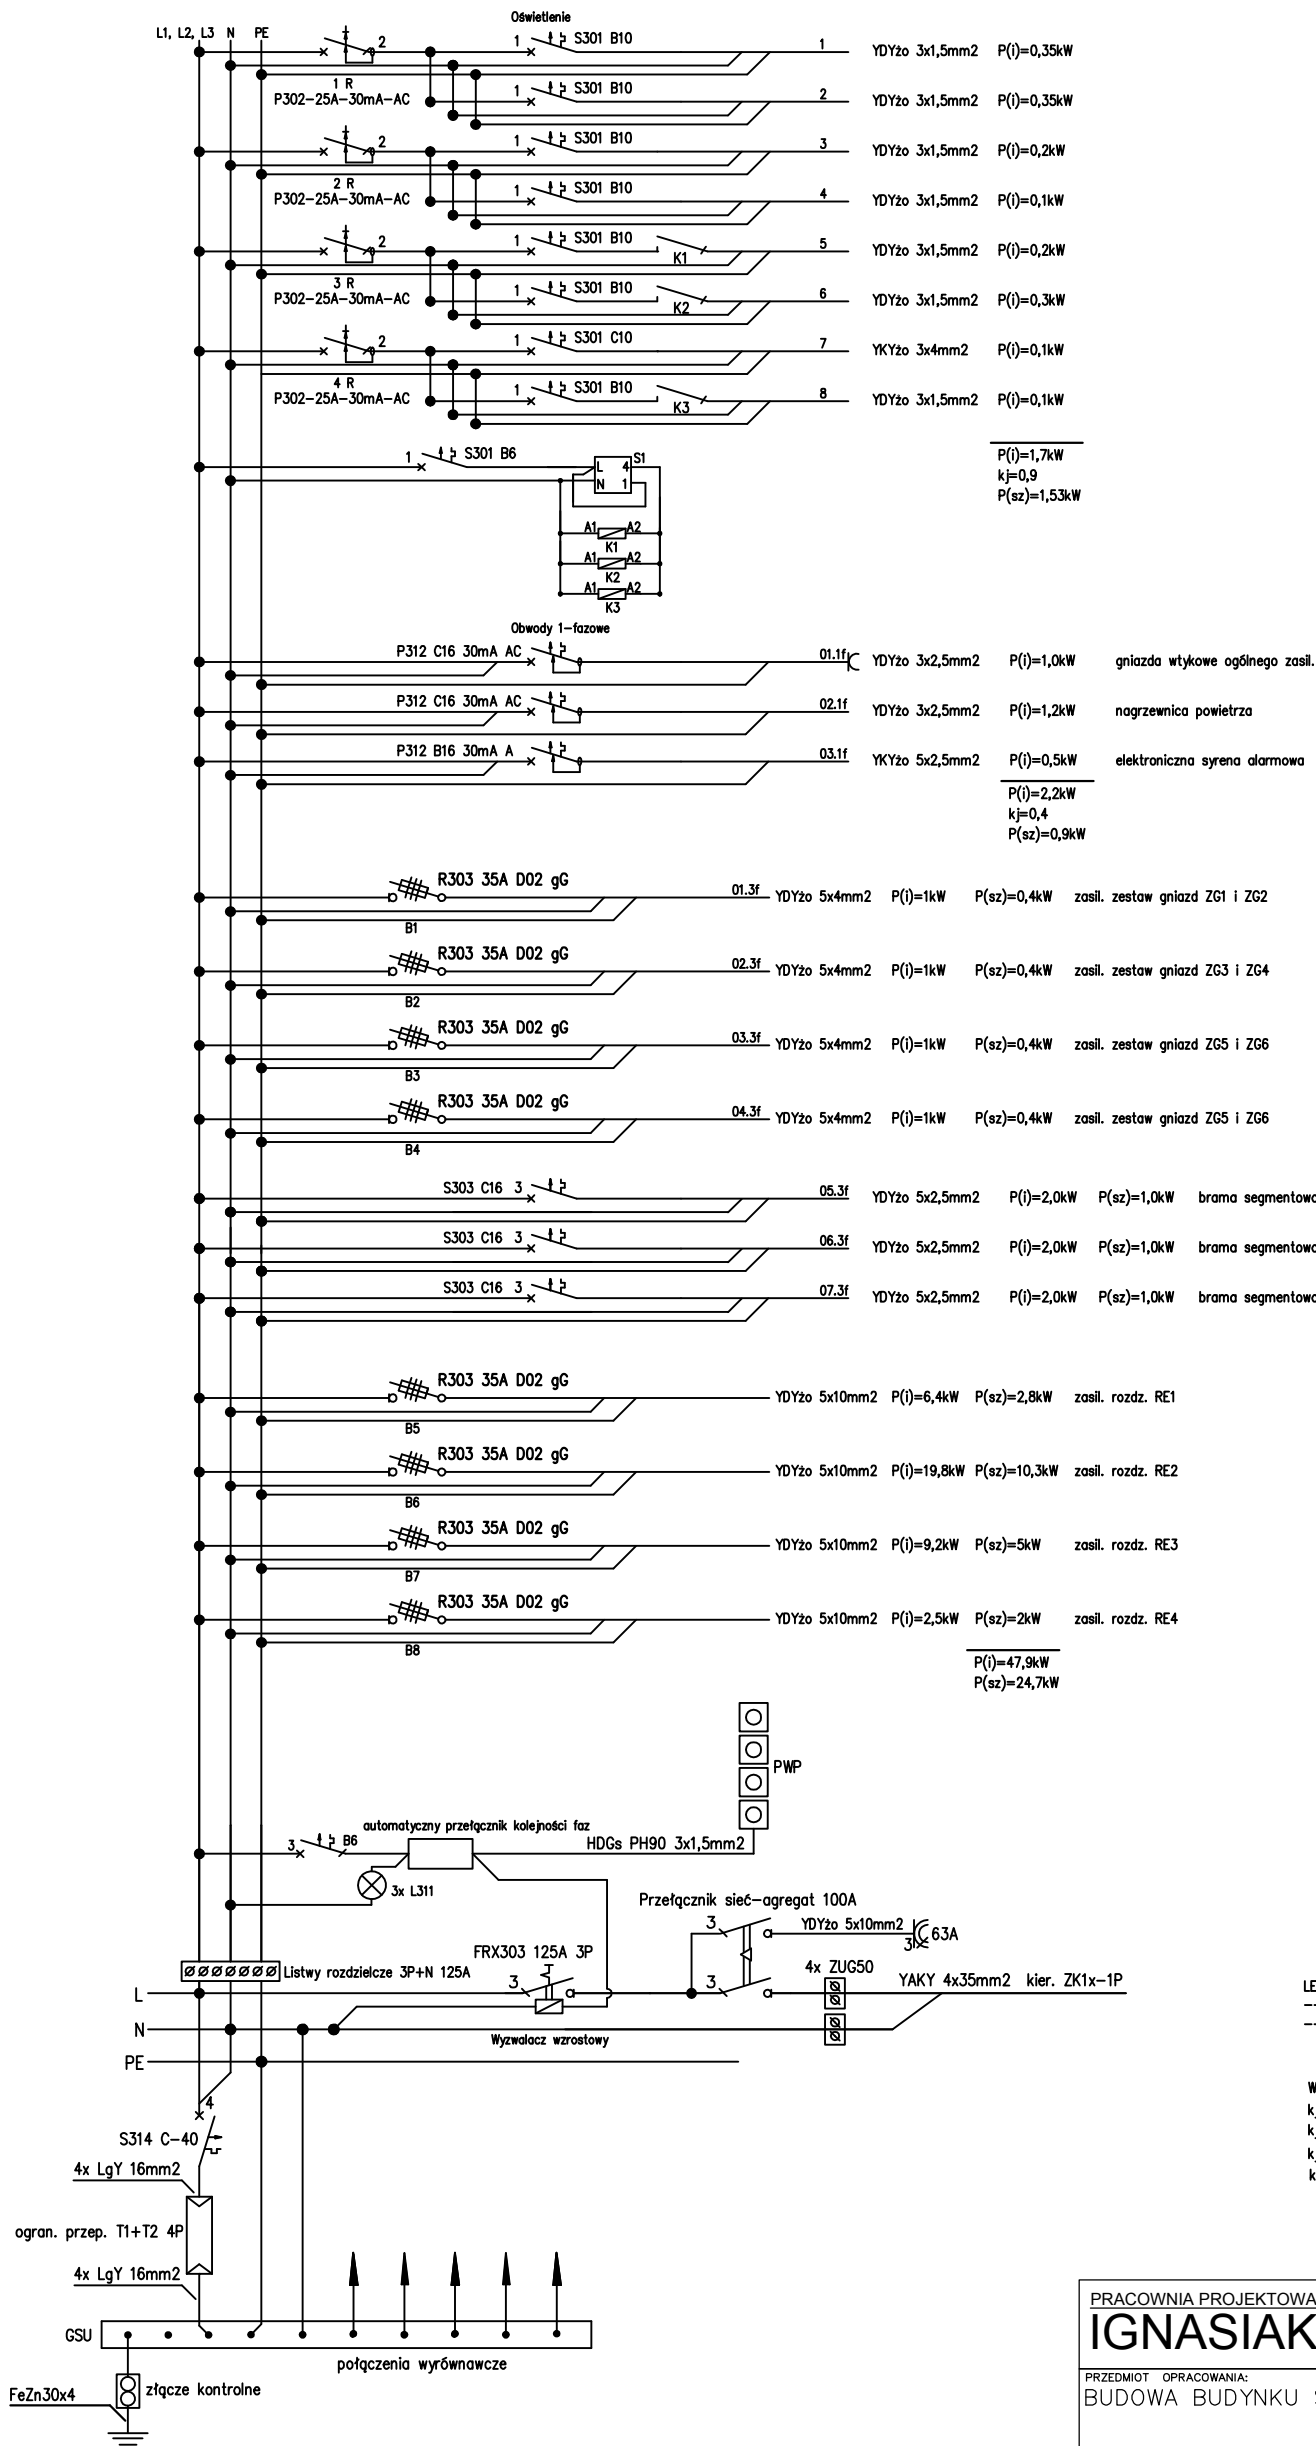 Oświetlenie
L1, L2, L3 N PE
2 1 S301 B10 1 YDYżo 3x1,5mm2 P(i)=0,35kW
1 R
P302-25A-30mA-AC 1 S301 B10 2 YDYżo 3x1,5mm2 P(i)=0,35kW
2 1 S301 B10 3 YDYżo 3x1,5mm2 P(i)=0,2kW
2 R
P302-25A-30mA-AC 1 S301 B10 4 YDYżo 3x1,5mm2 P(i)=0,1kW
2 1 S301 B10 K1 5 YDYżo 3x1,5mm2 P(i)=0,2kW
3 R
P302-25A-30mA-AC 1 S301 B10 K2 6 YDYżo 3x1,5mm2 P(i)=0,3kW
2 1 S301 C10 7 YKYżo 3x4mm2 P(i)=0,1kW
4 R
P302-25A-30mA-AC 1 S301 B10 K3 8 YDYżo 3x1,5mm2 P(i)=0,1kW
P(i)=1,7kW
kj=0,9
P(sz)=1,53kW
1 S301 B6 S1
L 4
N 1
A1 A2
K1
A1 A2
K2
A1 A2
K3
Obwody 1-fazowe
P312 C16 30mA AC 01.1f YDYżo 3x2,5mm2 P(i)=1,0kW gniazda wtykowe ogólnego zasil.
P312 C16 30mA AC 02.1f YDYżo 3x2,5mm2 P(i)=1,2kW nagrzewnica powietrza
P312 B16 30mA A 03.1f YKYżo 5x2,5mm2 P(i)=0,5kW elektroniczna syrena alarmowa
P(i)=2,2kW
kj=0,4
P(sz)=0,9kW
R303 35A D02 gG 01.3f YDYżo 5x4mm2 P(i)=1kW P(sz)=0,4kW zasil. zestaw gniazd ZG1 i ZG2
B1
R303 35A D02 gG 02.3f YDYżo 5x4mm2 P(i)=1kW P(sz)=0,4kW zasil. zestaw gniazd ZG3 i ZG4
B2
R303 35A D02 gG 03.3f YDYżo 5x4mm2 P(i)=1kW P(sz)=0,4kW zasil. zestaw gniazd ZG5 i ZG6
B3
R303 35A D02 gG 04.3f YDYżo 5x4mm2 P(i)=1kW P(sz)=0,4kW zasil. zestaw gniazd ZG5 i ZG6
B4
S303 C16 3 05.3f YDYżo 5x2,5mm2 P(i)=2,0kW P(sz)=1,0kW brama segmentowa
S303 C16 3 06.3f YDYżo 5x2,5mm2 P(i)=2,0kW P(sz)=1,0kW brama segmentowa
S303 C16 3 07.3f YDYżo 5x2,5mm2 P(i)=2,0kW P(sz)=1,0kW brama segmentowa
R303 35A D02 gG YDYżo 5x10mm2 P(i)=6,4kW P(sz)=2,8kW zasil. rozdz. RE1
B5
R303 35A D02 gG YDYżo 5x10mm2 P(i)=19,8kW P(sz)=10,3kW zasil. rozdz. RE2
B6
R303 35A D02 gG YDYżo 5x10mm2 P(i)=9,2kW P(sz)=5kW zasil. rozdz. RE3
B7
R303 35A D02 gG YDYżo 5x10mm2 P(i)=2,5kW P(sz)=2kW zasil. rozdz. RE4
B8
P(i)=47,9kW
P(sz)=24,7kW
PWP
automatyczny przełącznik kolejności faz
3 B6 HDGs PH90 3x1,5mm2
3x L311
Przełącznik sieć-agregat 100A
3 YDYżo 5x10mm2 3 63A
FRX303 125A 3P 4x ZUG50
Listwy rozdzielcze 3P+N 125A
L 3 3 YAKY 4x35mm2 kier. ZK1x-1P
N
Wyzwalacz wzrostowy
PE
4
S314 C-40
4x LgY 16mm2
ogran. przep. T1+T2 4P
4x LgY 16mm2
GSU
połączenia wyrównawcze
FeZn30x4 złącze kontrolne
LE
W
k
k
k
k
PRACOWNIA PROJEKTOWA
IGNASIAK
PRZEDMIOT OPRACOWANIA:
BUDOWA BUDYNKU